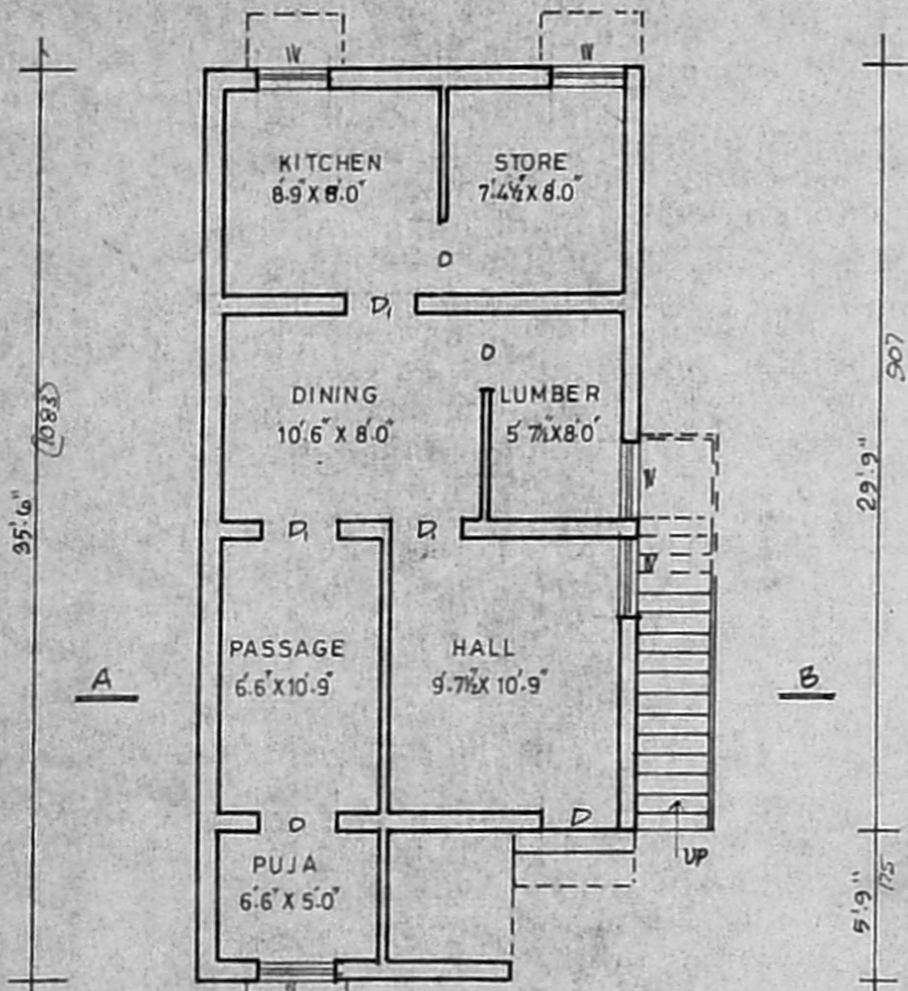 W
W
KITCHEN
8'.9" X 8'.0"
STORE
7'.4½" X 8'.0"
O
D₁
O
DINING
10'.6" X 8'.0"
LUMBER
5'.7½" X 8'.0"
1083
907
35'.6"
29'.9"
W
D₁
D₁
W
PASSAGE
6'.6" X 10'.9"
HALL
9'.7½" X 10'.9"
A
B
O
D
UP
PUJA
6'.6" X 5'.0"
5'.9"
175